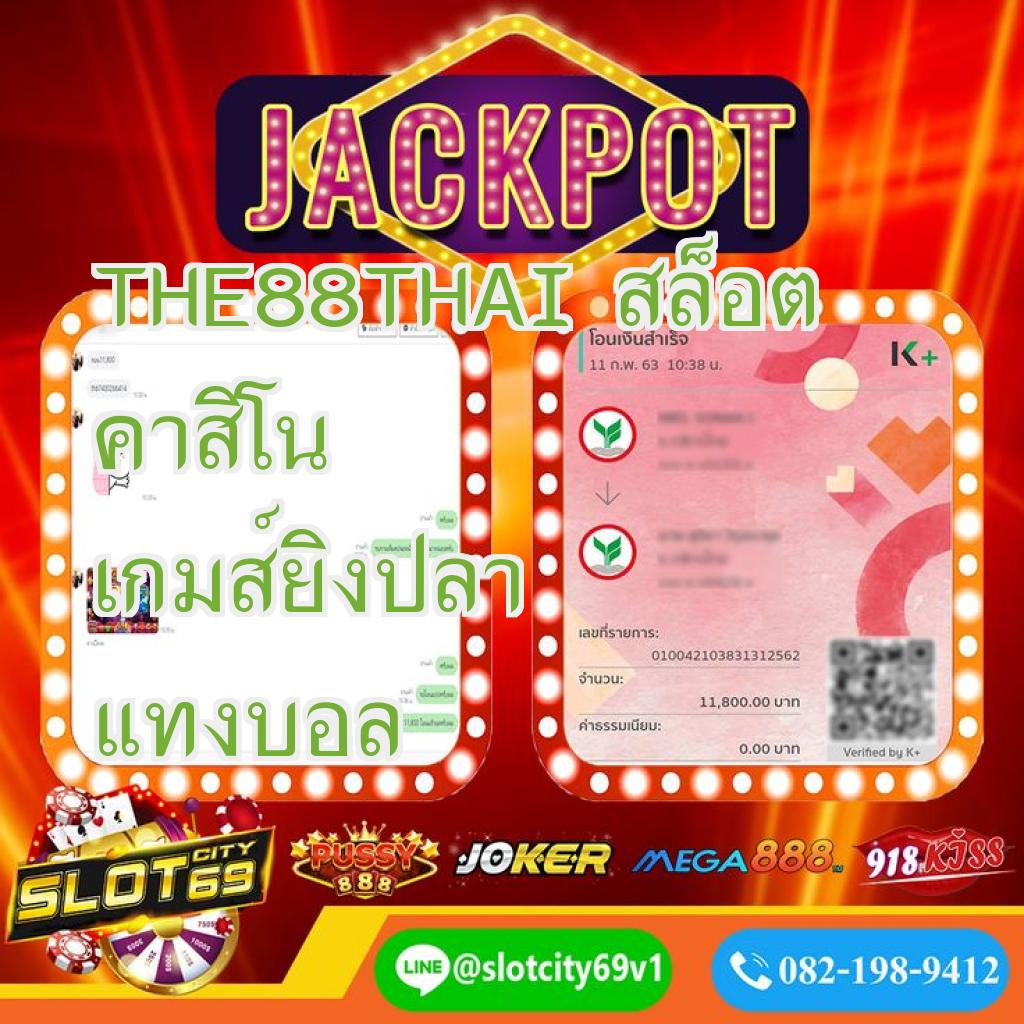 JACKPOT
THE88THAI สล็อต
คาสิโน
เกมส์ยิงปลา
แทงบอล
โอนเงินสำเร็จ
11 ก.พ. 63 10:38 น.
K+
เลขที่รายการ:
010042103831312562
จำนวน:
11,800.00 บาท
ค่าธรรมเนียม:
0.00 บาท
Verified by K+
SLOT CITY 69
PUSSY 888
JOKER
MEGA888
918KISS
LINE @slotcity69v1
082-198-9412